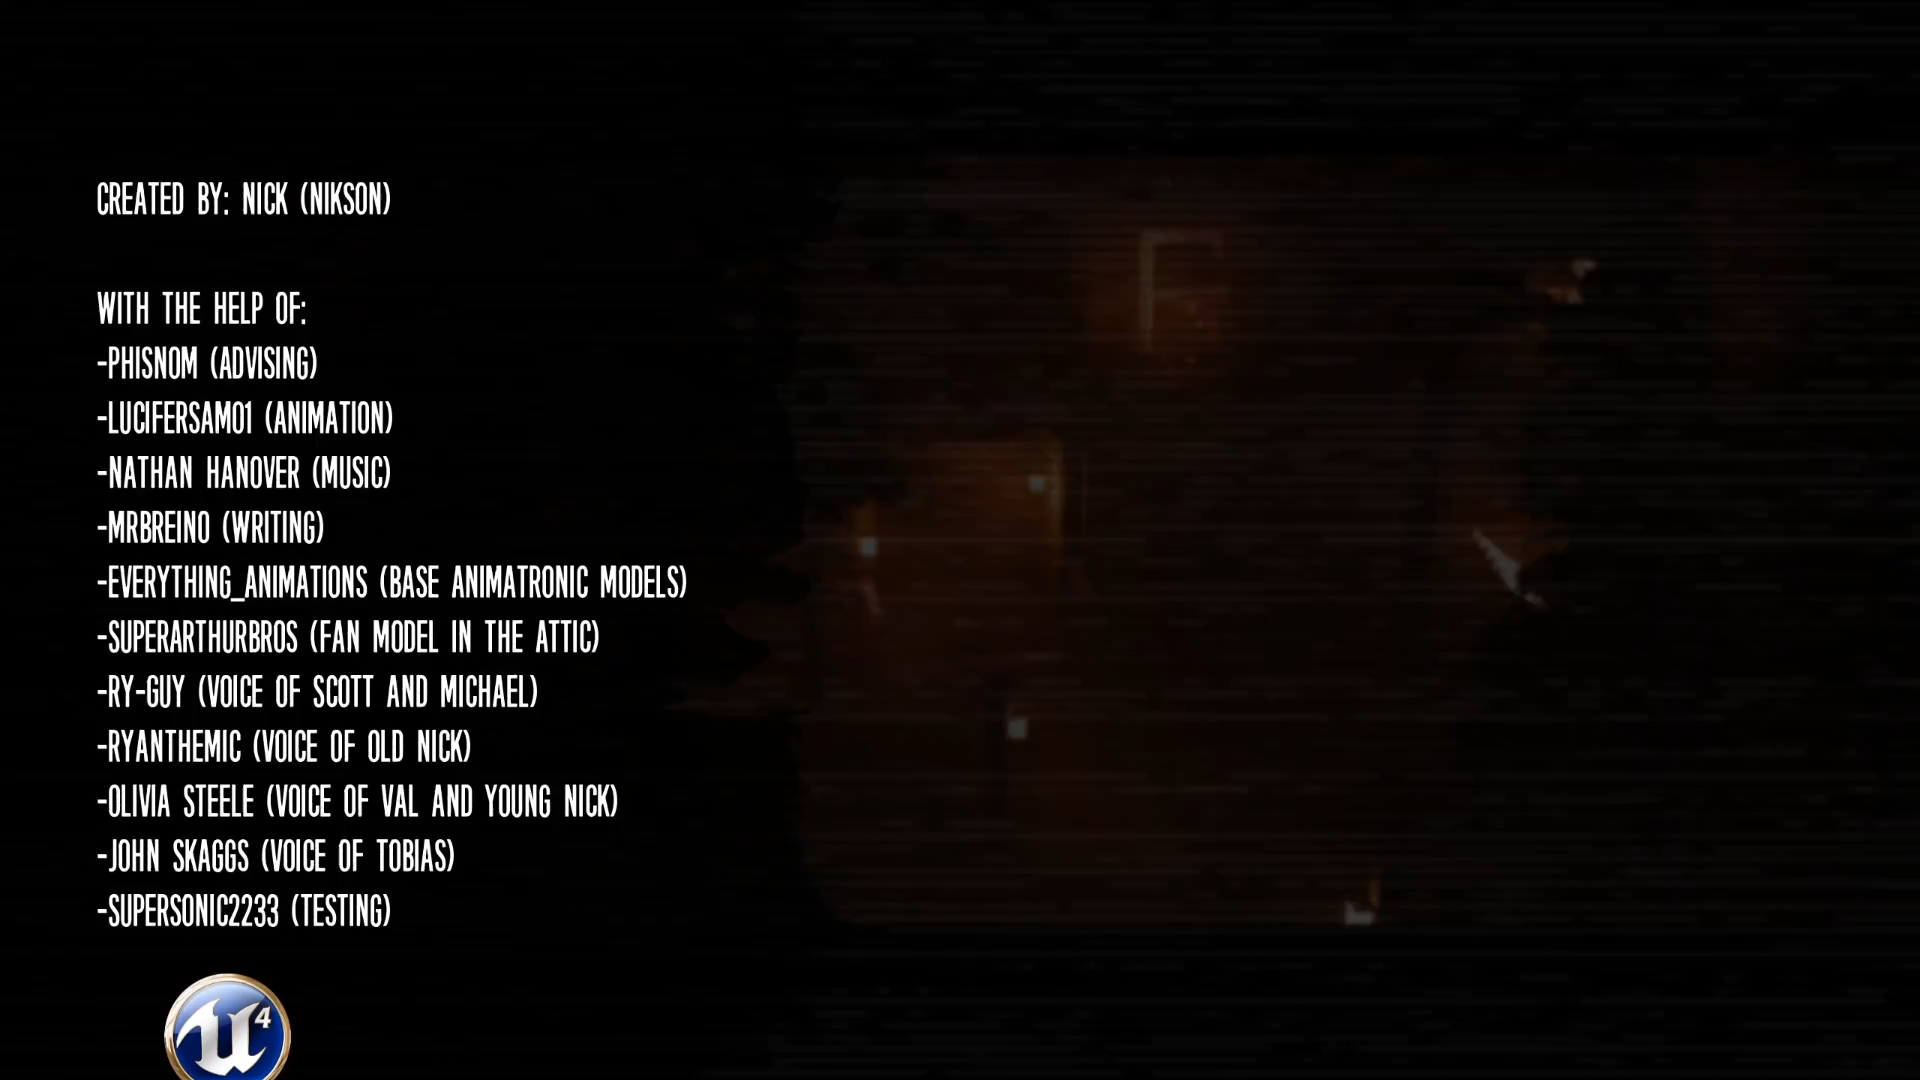 CREATED BY: NICK (NIKSON)
WITH THE HELP OF:
-PHISNOM (ADVISING)
-LUCIFERSAM01 (ANIMATION)
-NATHAN HANOVER (MUSIC)
-MRBREINO (WRITING)
-EVERYTHING_ANIMATIONS (BASE ANIMATRONIC MODELS)
-SUPERARTHURBROS (FAN MODEL IN THE ATTIC)
-RY-GUY (VOICE OF SCOTT AND MICHAEL)
-RYANTHEMIC (VOICE OF OLD NICK)
-OLIVIA STEELE (VOICE OF VAL AND YOUNG NICK)
-JOHN SKAGGS (VOICE OF TOBIAS)
-SUPERSONIC2233 (TESTING)
U 4